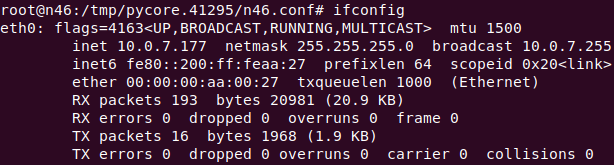 root@n46:/tmp/pycore.41295/n46.conf# ifconfig
eth0: flags=4163<UP,BROADCAST,RUNNING,MULTICAST>  mtu 1500
        inet 10.0.7.177  netmask 255.255.255.0  broadcast 10.0.7.255
        inet6 fe80::200:ff:feaa:27  prefixlen 64  scopeid 0x20<link>
        ether 00:00:00:aa:00:27  txqueuelen 1000  (Ethernet)
        RX packets 193  bytes 20981 (20.9 KB)
        RX errors 0  dropped 0  overruns 0  frame 0
        TX packets 16  bytes 1968 (1.9 KB)
        TX errors 0  dropped 0 overruns 0  carrier 0  collisions 0